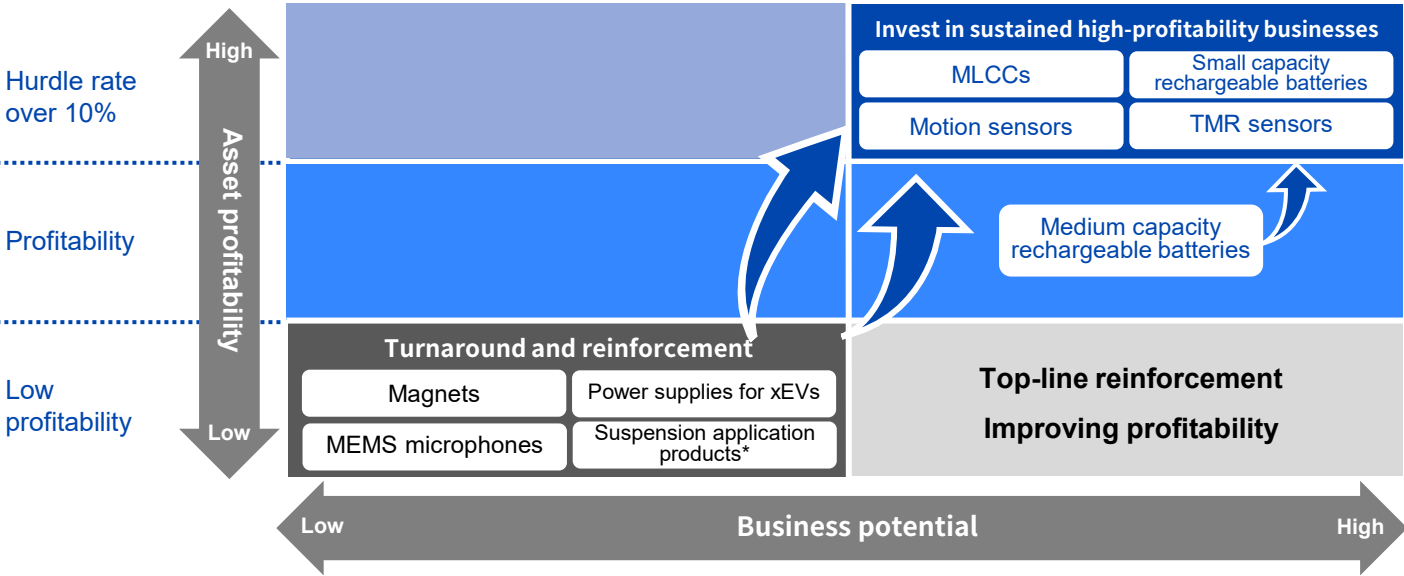 High
Hurdle rate
over 10%
Asset profitability
Profitability
Low
profitability
Low
Invest in sustained high-profitability businesses
MLCCs
Small capacity
rechargeable batteries
Motion sensors
TMR sensors
Medium capacity
rechargeable batteries
Turnaround and reinforcement
Magnets
Power supplies for xEVs
MEMS microphones
Suspension application
products*
Top-line reinforcement
Improving profitability
Low
Business potential
High